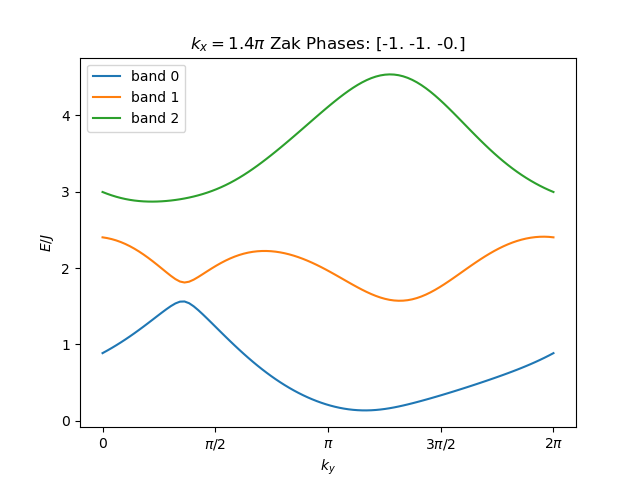 $k_x = 1.4\pi$ Zak Phases: [-1. -1. -0.]
band 0
band 1
band 2
E/J
4
3
2
1
0
0
π/2
π
3π/2
2π
$k_y$